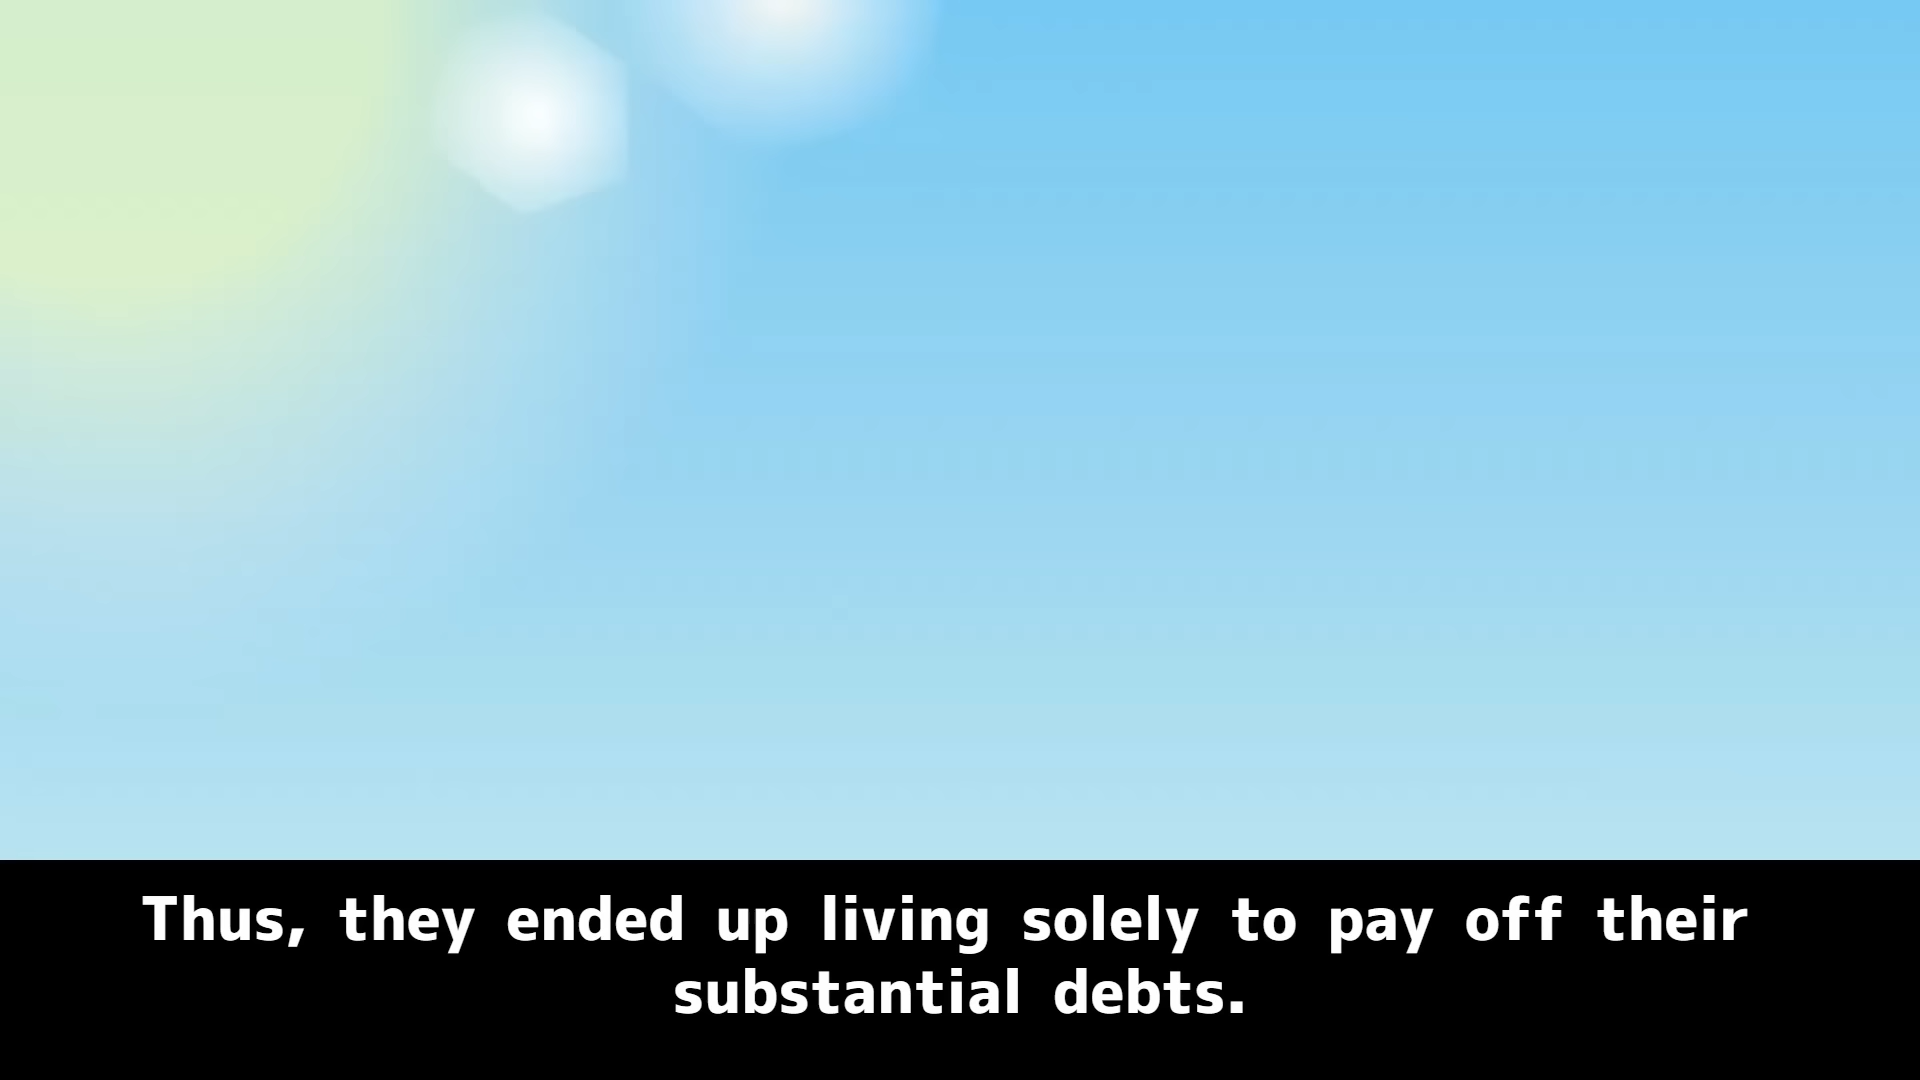 Thus, they ended up living solely to pay off their
substantial debts.